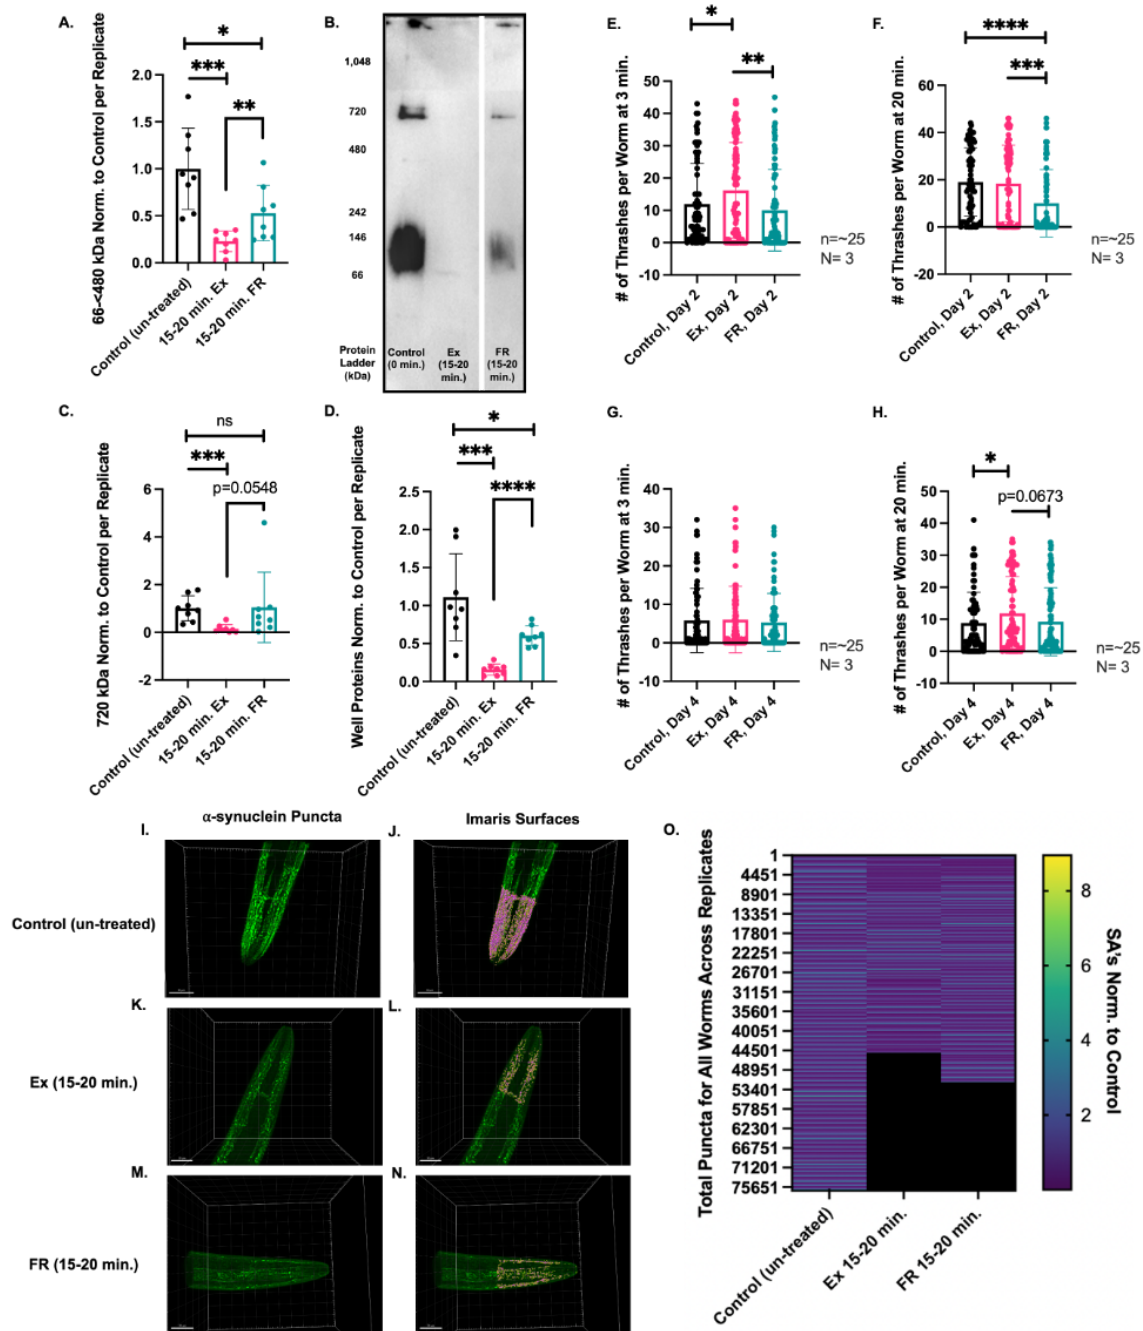 A.
66-<480 kDa Norm. to Control per Replicate
2.0
1.5
1.0
0.5
0.0
*
***
**
Control (un-treated)
15-20 min. Ex
15-20 min. FR
B.
1,048
720
480
242
146
66
Protein
Ladder
(kDa)
Control
(0 min.)
Ex
(15-20
min.)
FR
(15-20
min.)
E.
# of Thrashes per Worm at 3 min.
50
40
30
20
10
0
-10
*
**
Control, Day 2
Ex, Day 2
FR, Day 2
n=~25
N= 3
F.
# of Thrashes per Worm at 20 min.
60
40
20
0
-20
****
***
Control, Day 2
Ex, Day 2
FR, Day 2
n=~25
N= 3
C.
720 kDa Norm. to Control per Replicate
6
4
2
0
-2
ns
***
p=0.0548
Control (un-treated)
15-20 min. Ex
15-20 min. FR
D.
Well Proteins Norm. to Control per Replicate
2.5
2.0
1.5
1.0
0.5
0.0
*
***
****
Control (un-treated)
15-20 min. Ex
15-20 min. FR
G.
# of Thrashes per Worm at 3 min.
40
30
20
10
0
-10
Control, Day 4
Ex, Day 4
FR, Day 4
n=~25
N= 3
H.
# of Thrashes per Worm at 20 min.
50
40
30
20
10
0
-10
*
p=0.0673
Control, Day 4
Ex, Day 4
FR, Day 4
n=~25
N= 3
α-synuclein Puncta
Imaris Surfaces
I.
J.
Control (un-treated)
K.
L.
Ex (15-20 min.)
M.
N.
FR (15-20 min.)
O.
Total Puncta for All Worms Across Replicates
1
4451
8901
13351
17801
22251
26701
31151
35601
40051
44501
48951
53401
57851
62301
66751
71201
75651
Control (un-treated)
Ex 15-20 min.
FR 15-20 min.
8
6
4
2
SA's Norm. to Control